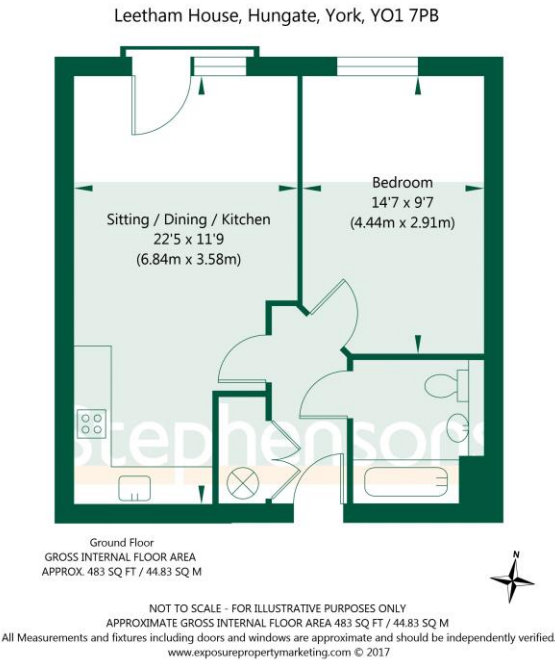 Leetham House, Hungate, York, YO1 7PB
Bedroom
14'7 x 9'7
(4.44m x 2.91m)
Sitting / Dining / Kitchen
22'5 x 11'9
(6.84m x 3.58m)
Stephensons
Ground Floor
GROSS INTERNAL FLOOR AREA
APPROX. 483 SQ FT / 44.83 SQ M
N
NOT TO SCALE - FOR ILLUSTRATIVE PURPOSES ONLY
APPROXIMATE GROSS INTERNAL FLOOR AREA 483 SQ FT / 44.83 SQ M
All Measurements and fixtures including doors and windows are approximate and should be independently verified.
www.exposurepropertymarketing.com © 2017